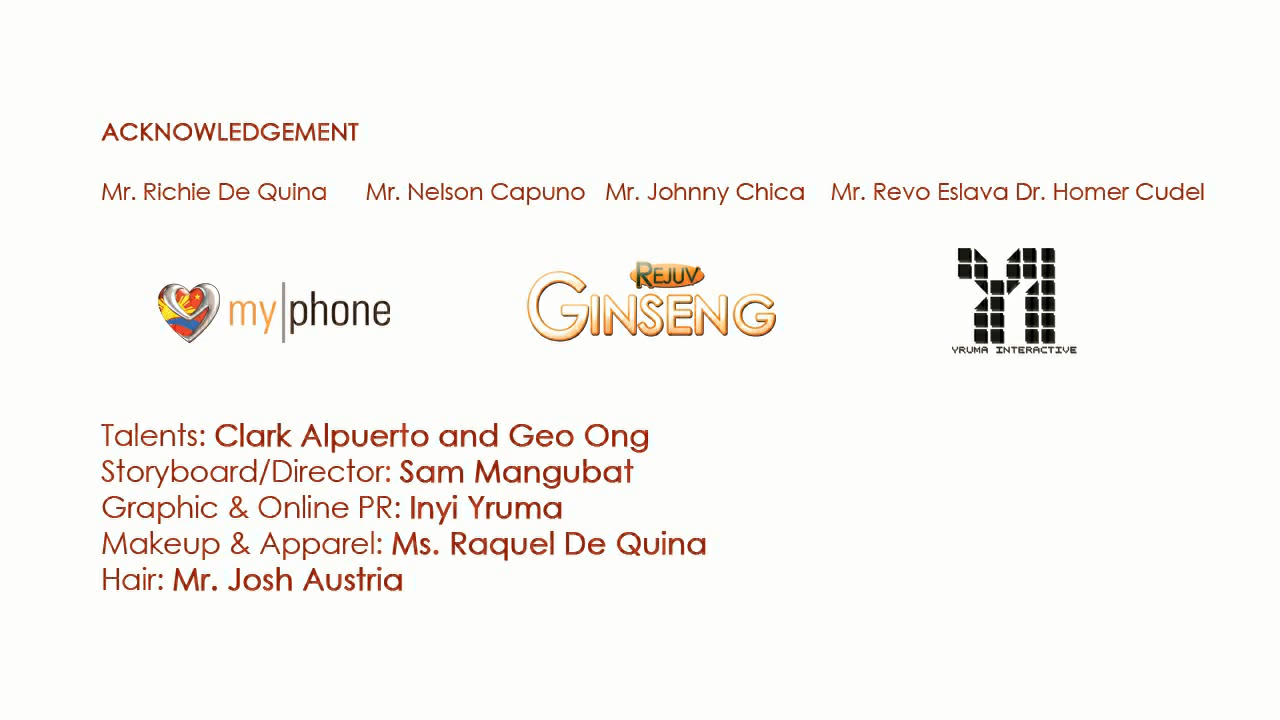 ACKNOWLEDGEMENT
Mr. Richie De Quina Mr. Nelson Capuno Mr. Johnny Chica Mr. Revo Eslava Dr. Homer Cudel
my|phone
REJUV
GINSENG
YRUMA INTERACTIVE
Talents: Clark Alpuerto and Geo Ong
Storyboard/Director: Sam Mangubat
Graphic & Online PR: Inyi Yruma
Makeup & Apparel: Ms. Raquel De Quina
Hair: Mr. Josh Austria